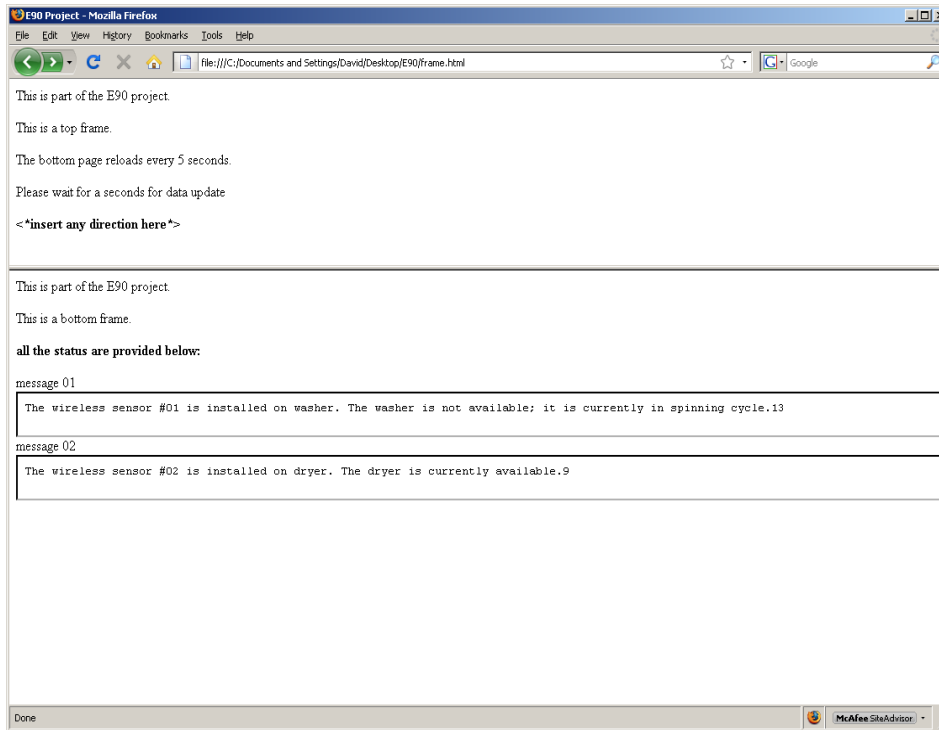 E90 Project - Mozilla Firefox
File Edit View History Bookmarks Tools Help
file:///C:/Documents and Settings/David/Desktop/E90/frame.html
G Google
This is part of the E90 project.
This is a top frame.
The bottom page reloads every 5 seconds.
Please wait for a seconds for data update
<*insert any direction here*>
This is part of the E90 project.
This is a bottom frame.
all the status are provided below:
message 01
The wireless sensor #01 is installed on washer. The washer is not available; it is currently in spinning cycle.13
message 02
The wireless sensor #02 is installed on dryer. The dryer is currently available.9
Done
McAfee SiteAdvisor